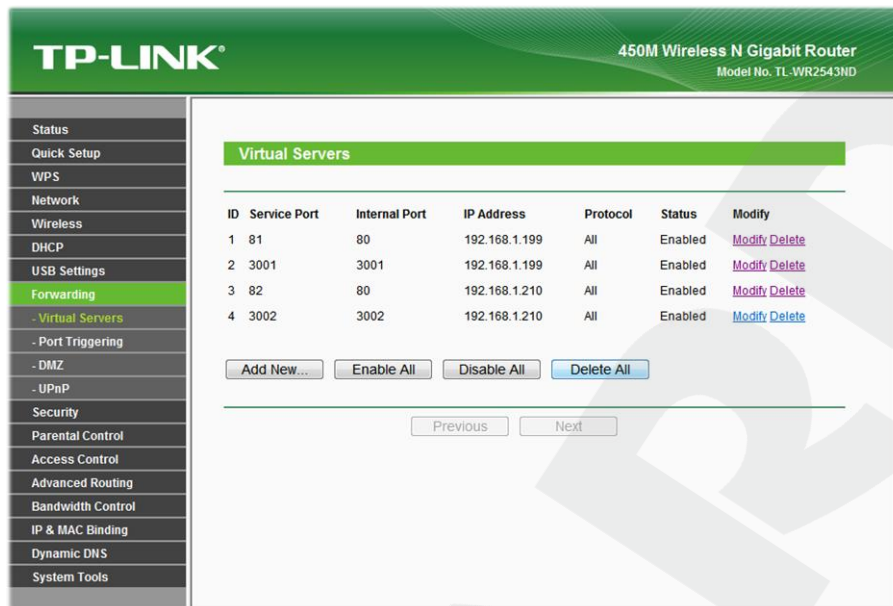 TP-LINK®
450M Wireless N Gigabit Router
Model No. TL-WR2543ND
Status
Quick Setup
WPS
Network
Wireless
DHCP
USB Settings
Forwarding
- Virtual Servers
- Port Triggering
- DMZ
- UPnP
Security
Parental Control
Access Control
Advanced Routing
Bandwidth Control
IP & MAC Binding
Dynamic DNS
System Tools
Virtual Servers
ID Service Port Internal Port IP Address Protocol Status Modify
1 81 80 192.168.1.199 All Enabled Modify Delete
2 3001 3001 192.168.1.199 All Enabled Modify Delete
3 82 80 192.168.1.210 All Enabled Modify Delete
4 3002 3002 192.168.1.210 All Enabled Modify Delete
Add New... Enable All Disable All Delete All
Previous Next